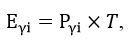 E_γi = P_γi × T,